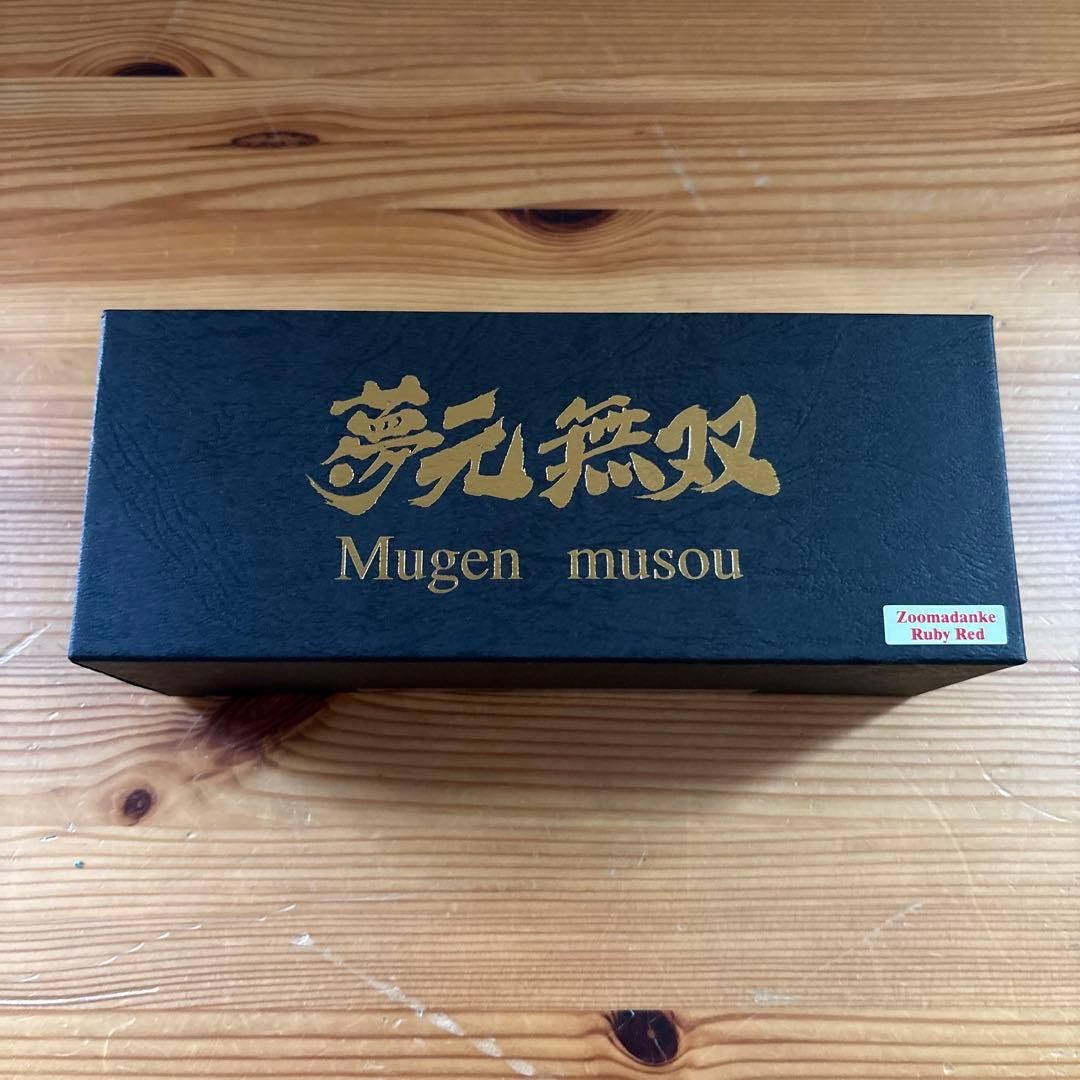 夢元無双
Mugen musou
Zoomadanke
Ruby Red